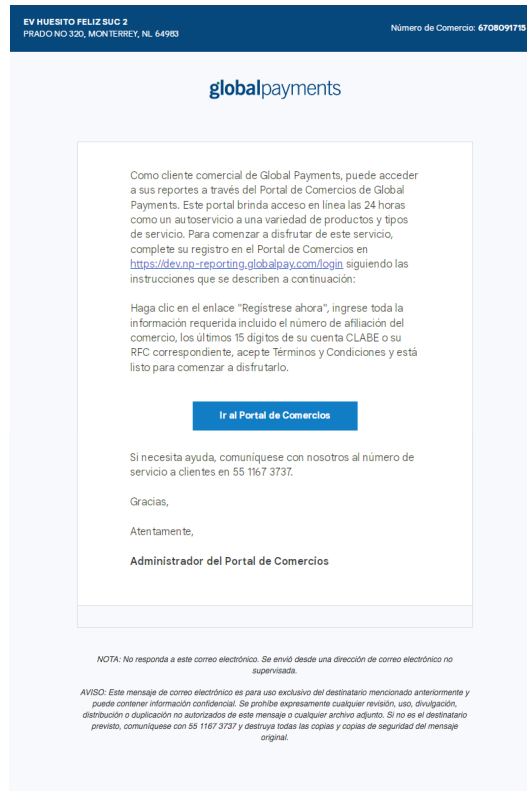 EV HUESITO FELIZ SUC 2
PRADO NO 320, MONTERREY, NL 64983
Número de Comercio: 6708091715
globalpayments
Como cliente comercial de Global Payments, puede acceder
a sus reportes a través del Portal de Comercios de Global
Payments. Este portal brinda acceso en línea las 24 horas
como un autoservicio a una variedad de productos y tipos
de servicio. Para comenzar a disfrutar de este servicio,
complete su registro en el Portal de Comercios en
https://dev.np-reporting.globalpay.com/login siguiendo las
instrucciones que se describen a continuación:
Haga clic en el enlace "Regístrese ahora", ingrese toda la
información requerida incluido el número de afiliación del
comercio, los últimos 15 dígitos de su cuenta CLABE o su
RFC correspondiente, acepte Términos y Condiciones y está
listo para comenzar a disfrutarlo.
Ir al Portal de Comercios
Si necesita ayuda, comuníquese con nosotros al número de
servicio a clientes en 55 1167 3737.
Gracias,
Atentamente,
Administrador del Portal de Comercios
NOTA: No responda a este correo electrónico. Se envió desde una dirección de correo electrónico no
supervisada.
AVISO: Este mensaje de correo electrónico es para uso exclusivo del destinatario mencionado anteriormente y
puede contener información confidencial. Se prohíbe expresamente cualquier revisión, uso, divulgación,
distribución o duplicación no autorizados de este mensaje o cualquier archivo adjunto. Si no es el destinatario
previsto, comuníquese con 55 1167 3737 y destruya todas las copias y copias de seguridad del mensaje
original.